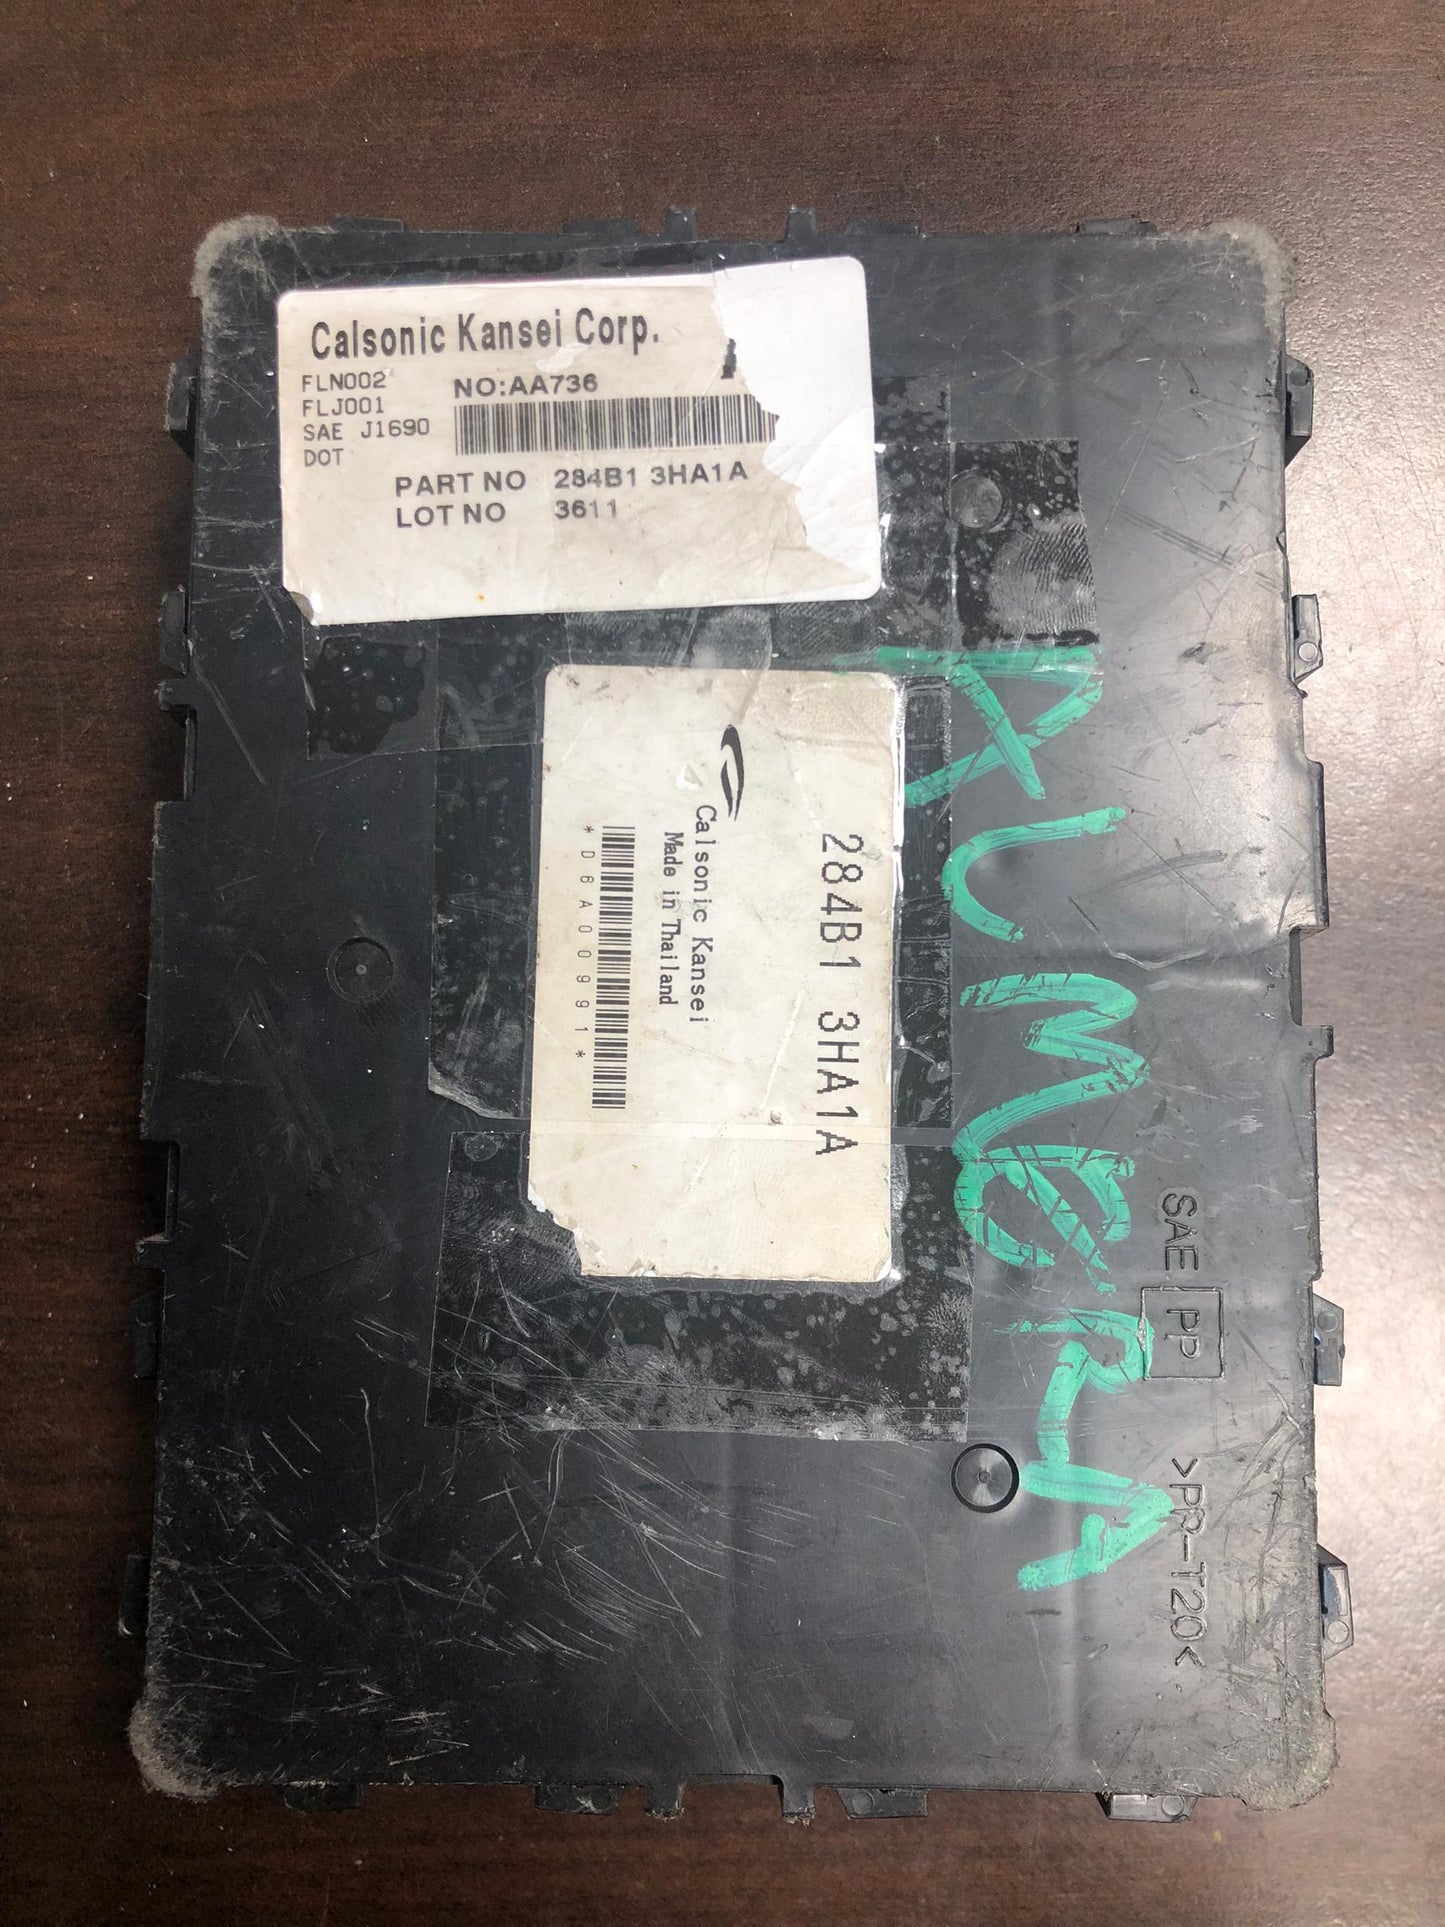 Calsonic Kansei Corp.
FLN002
FLJ001
SAE J1690
DOT
NO:AA736
PART NO 284B1 3HA1A
LOT NO 3611
284B1 3HA1A
Calsonic Kansei
Made in Thailand
*D6A00991*
ALMERA
SAE PP
>PP-T20<